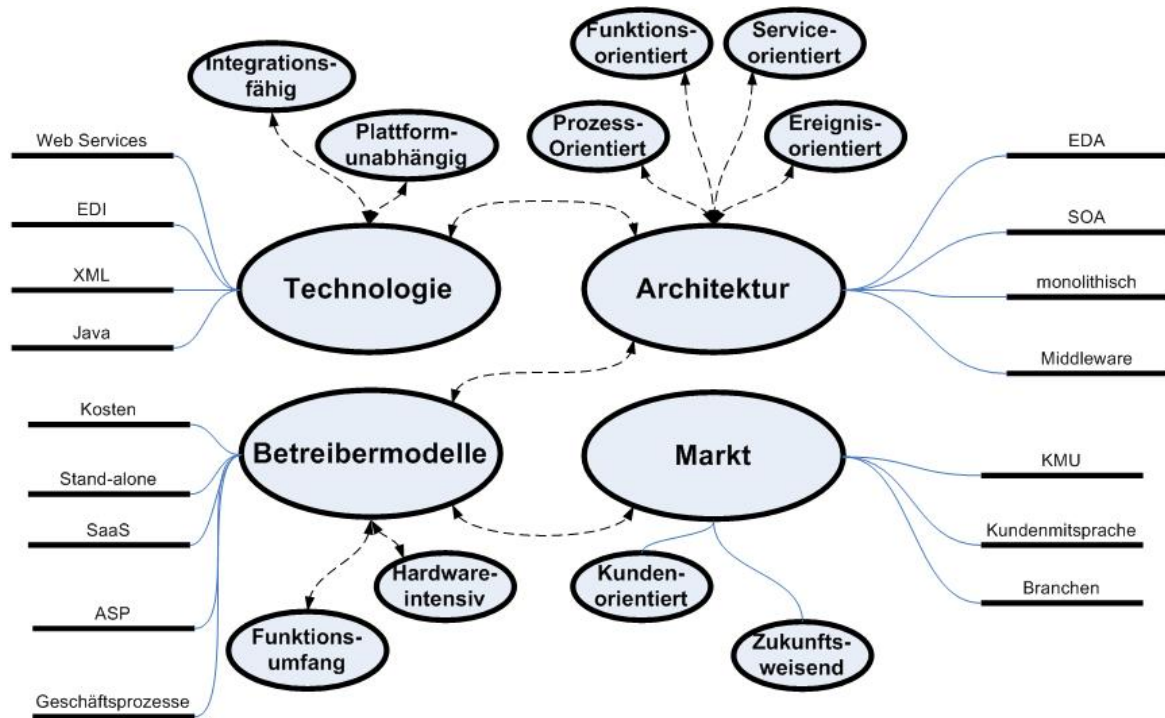 Integrations-
fähig
Plattform-
unabhängig
Funktions-
orientiert
Service-
orientiert
Prozess-
Orientiert
Ereignis-
orientiert
Web Services
EDI
XML
Java
Technologie
Architektur
EDA
SOA
monolithisch
Middleware
Kosten
Stand-alone
SaaS
ASP
Geschäftsprozesse
Betreibermodelle
Markt
KMU
Kundenmitsprache
Branchen
Hardware-
intensiv
Funktions-
umfang
Kunden-
orientiert
Zukunfts-
weisend